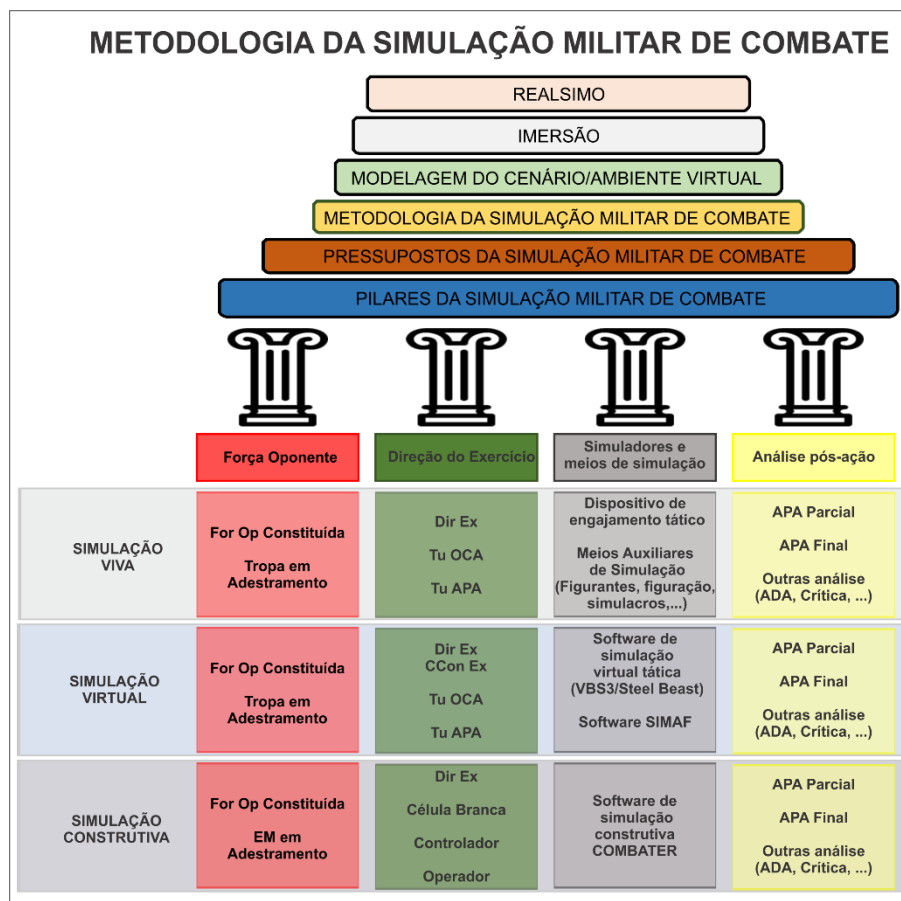 METODOLOGIA DA SIMULAÇÃO MILITAR DE COMBATE
REALSIMO
IMERSÃO
MODELAGEM DO CENÁRIO/AMBIENTE VIRTUAL
METODOLOGIA DA SIMULAÇÃO MILITAR DE COMBATE
PRESSUPOSTOS DA SIMULAÇÃO MILITAR DE COMBATE
PILARES DA SIMULAÇÃO MILITAR DE COMBATE
Força Oponente
Direção do Exercício
Simuladores e
meios de simulação
Análise pós-ação
SIMULAÇÃO
VIVA
For Op Constituída
Tropa em
Adestramento
Dir Ex
Tu OCA
Tu APA
Dispositivo de
engajamento tático
Meios Auxiliares
de Simulação
(Figurantes, figuração,
simulacros,...)
APA Parcial
APA Final
Outras análise
(ADA, Crítica, ...)
SIMULAÇÃO
VIRTUAL
For Op Constituída
Tropa em
Adestramento
Dir Ex
CCon Ex
Tu OCA
Tu APA
Software de
simulação
virtual tática
(VBS3/Steel Beast)
Software SIMAF
APA Parcial
APA Final
Outras análise
(ADA, Crítica, ...)
SIMULAÇÃO
CONSTRUTIVA
For Op Constituída
EM em
Adestramento
Dir Ex
Célula Branca
Controlador
Operador
Software de
simulação
construtiva
COMBATER
APA Parcial
APA Final
Outras análise
(ADA, Crítica, ...)